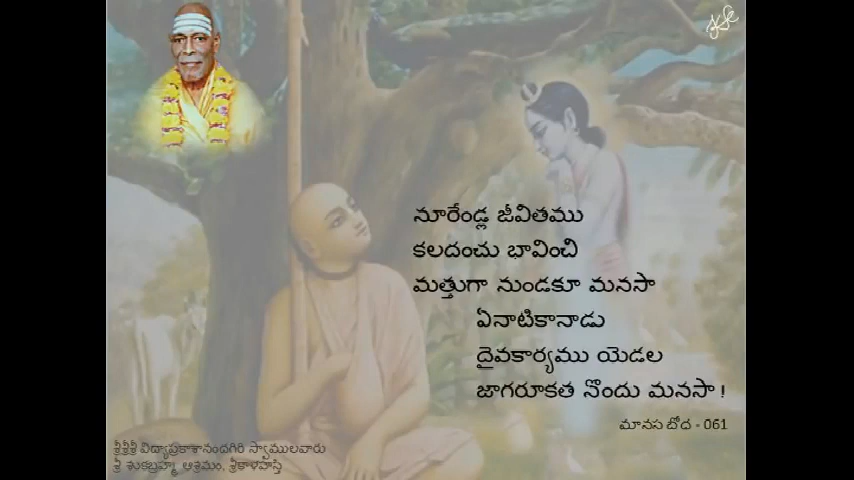 నూరేండ్ల జీవితము
కలదంచు భావించి
మత్తుగా నుండకూ మనసా
ఏనాటికానాడు
దైవకార్యము యెడల
జాగరూకత నొందు మనసా !
మానస బోధ - 061
శ్రీశ్రీశ్రీ విద్యాప్రకాశానందగిరి స్వాములవారు
శ్రీ శుకబ్రహ్మ ఆశ్రమం, శ్రీకాళహస్తి